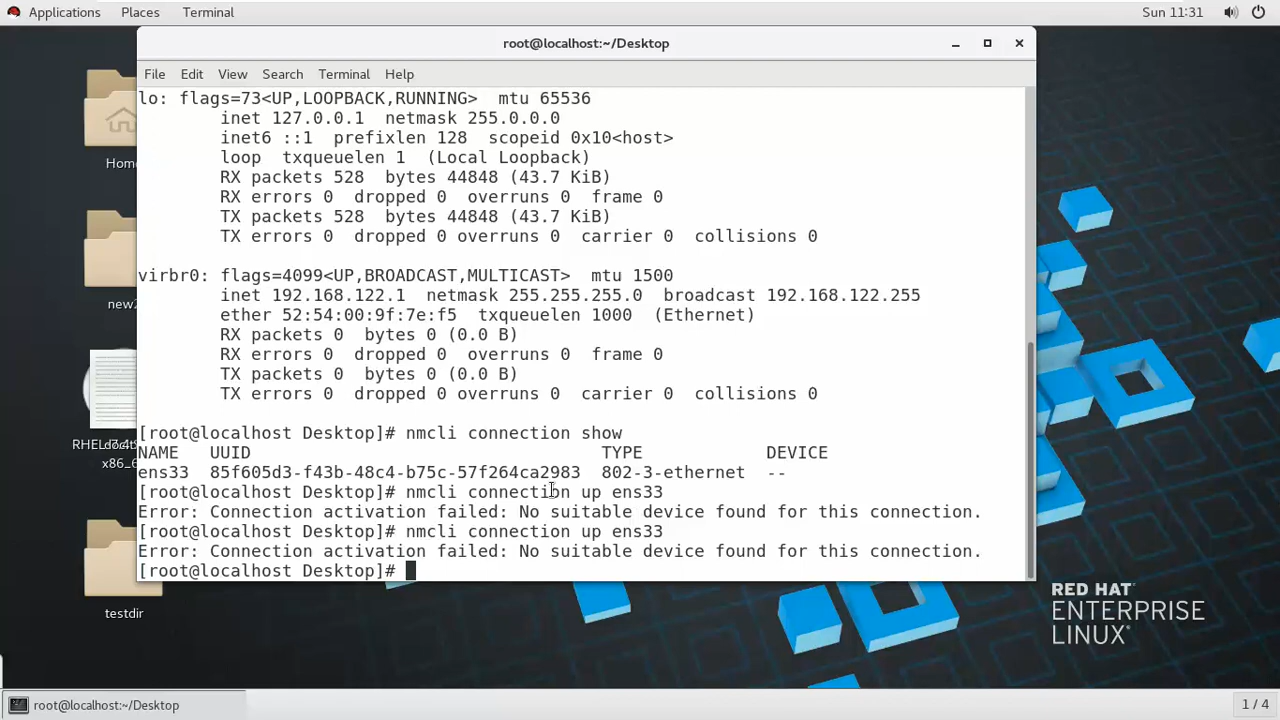 Applications Places Terminal Sun 11:31
root@localhost:~/Desktop
File Edit View Search Terminal Help
lo: flags=73<UP,LOOPBACK,RUNNING>  mtu 65536
        inet 127.0.0.1  netmask 255.0.0.0
        inet6 ::1  prefixlen 128  scopeid 0x10<host>
        loop  txqueuelen 1  (Local Loopback)
        RX packets 528  bytes 44848 (43.7 KiB)
        RX errors 0  dropped 0  overruns 0  frame 0
        TX packets 528  bytes 44848 (43.7 KiB)
        TX errors 0  dropped 0 overruns 0  carrier 0  collisions 0
virbr0: flags=4099<UP,BROADCAST,MULTICAST>  mtu 1500
        inet 192.168.122.1  netmask 255.255.255.0  broadcast 192.168.122.255
        ether 52:54:00:9f:7e:f5  txqueuelen 1000  (Ethernet)
        RX packets 0  bytes 0 (0.0 B)
        RX errors 0  dropped 0  overruns 0  frame 0
        TX packets 0  bytes 0 (0.0 B)
        TX errors 0  dropped 0 overruns 0  carrier 0  collisions 0
[root@localhost Desktop]# nmcli connection show
NAME   UUID                                  TYPE            DEVICE
ens33  85f605d3-f43b-48c4-b75c-57f264ca2983  802-3-ethernet  --
[root@localhost Desktop]# nmcli connection up ens33
Error: Connection activation failed: No suitable device found for this connection.
[root@localhost Desktop]# nmcli connection up ens33
Error: Connection activation failed: No suitable device found for this connection.
[root@localhost Desktop]#
Home
new2
x86_6
testdir
RED HAT
ENTERPRISE
LINUX
root@localhost:~/Desktop
1 / 4